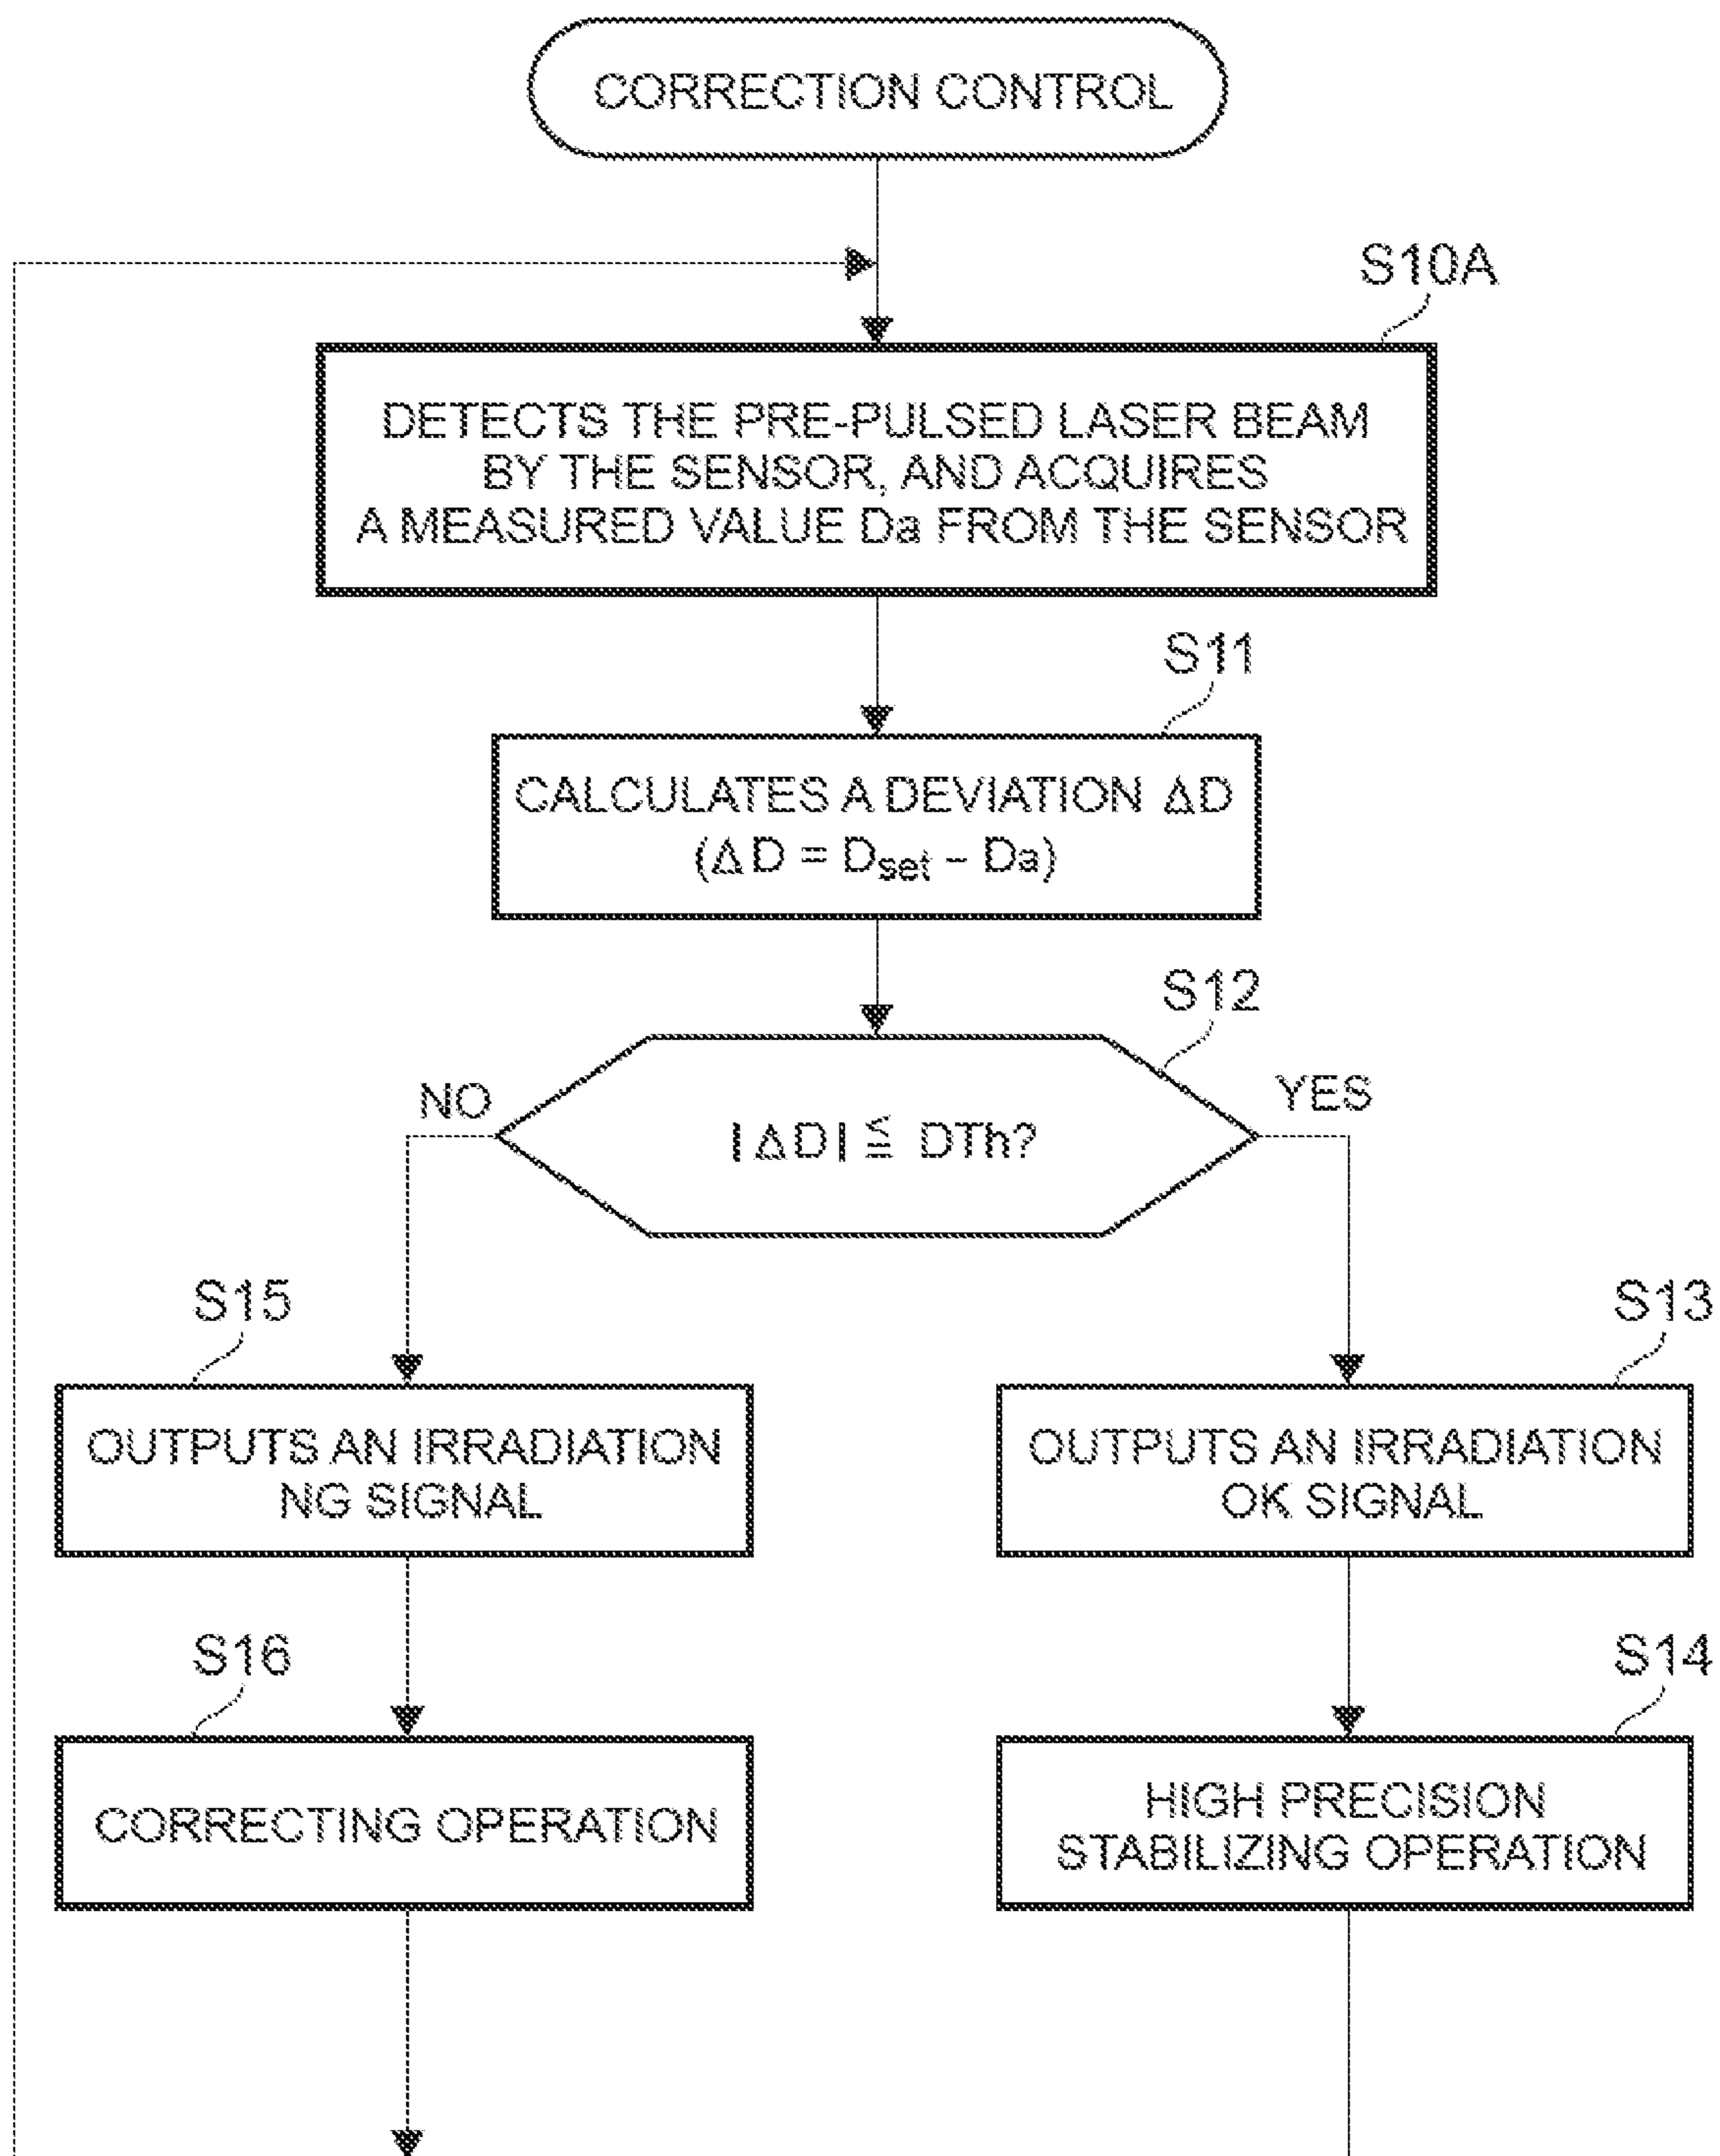 CORRECTION CONTROL
S10A
DETECTS THE PRE-PULSED LASER BEAM
BY THE SENSOR, AND ACQUIRES
A MEASURED VALUE Da FROM THE SENSOR
S11
CALCULATES A DEVIATION ΔD
(ΔD = Dset – Da)
S12
NO
YES
|ΔD| ≦ DTh?
S15
S13
OUTPUTS AN IRRADIATION
NG SIGNAL
OUTPUTS AN IRRADIATION
OK SIGNAL
S16
S14
CORRECTING OPERATION
HIGH PRECISION
STABILIZING OPERATION